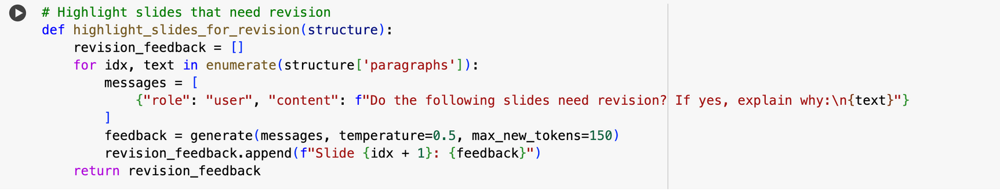 # Highlight slides that need revision
def highlight_slides_for_revision(structure):
    revision_feedback = []
    for idx, text in enumerate(structure['paragraphs']):
        messages = [
            {"role": "user", "content": f"Do the following slides need revision? If yes, explain why:\n{text}"}
        ]
        feedback = generate(messages, temperature=0.5, max_new_tokens=150)
        revision_feedback.append(f"Slide {idx + 1}: {feedback}")
    return revision_feedback